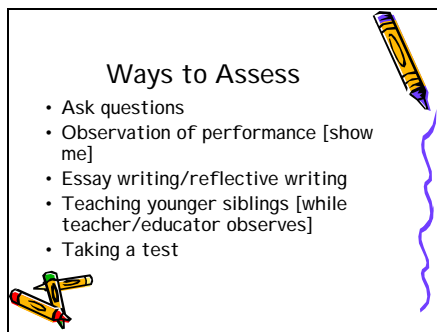 Ways to Assess
• Ask questions
• Observation of performance [show
me]
• Essay writing/reflective writing
• Teaching younger siblings [while
teacher/educator observes]
• Taking a test